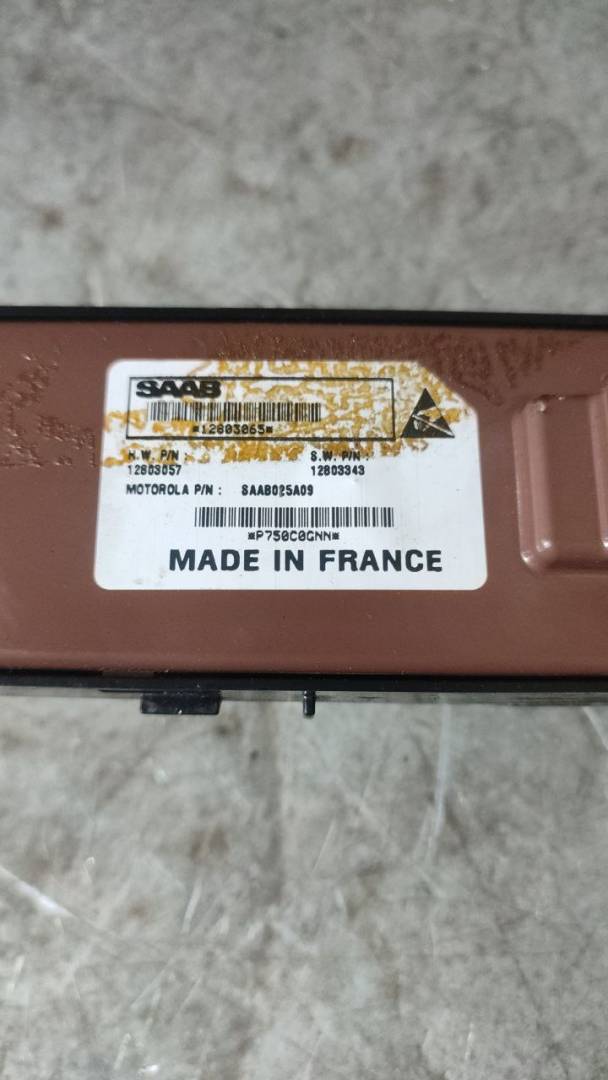 SAAB
*12803065*
H.W. P/N : S.W. P/N :
12803057 12803343
MOTOROLA P/N : SAAB025A09
*P750C0GNN*
MADE IN FRANCE